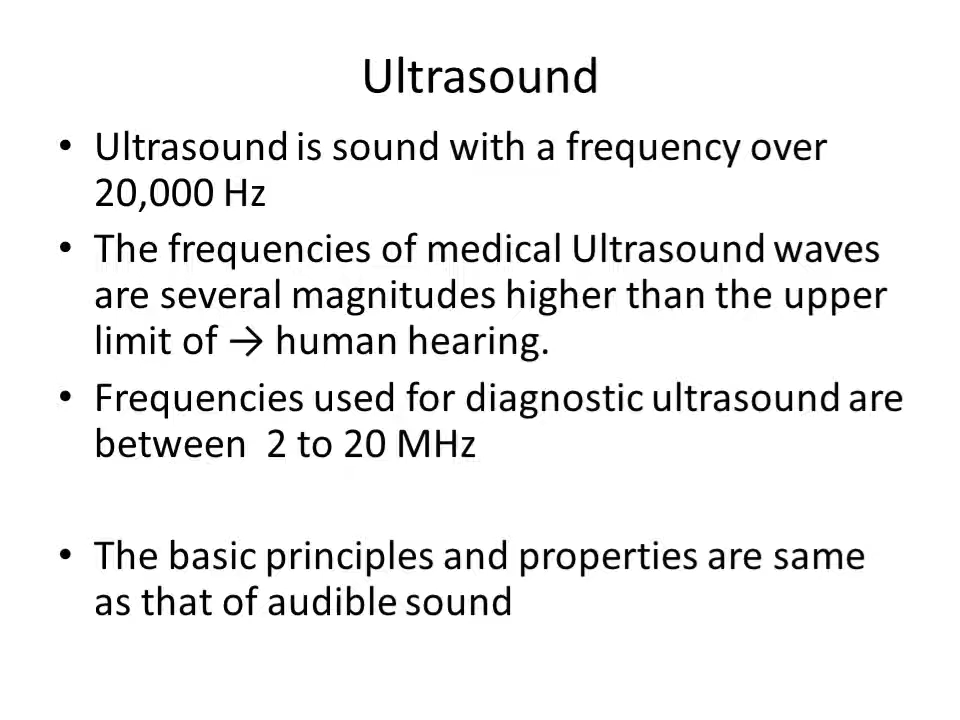 Ultrasound
• Ultrasound is sound with a frequency over
20,000 Hz
• The frequencies of medical Ultrasound waves
are several magnitudes higher than the upper
limit of → human hearing.
• Frequencies used for diagnostic ultrasound are
between  2 to 20 MHz
• The basic principles and properties are same
as that of audible sound